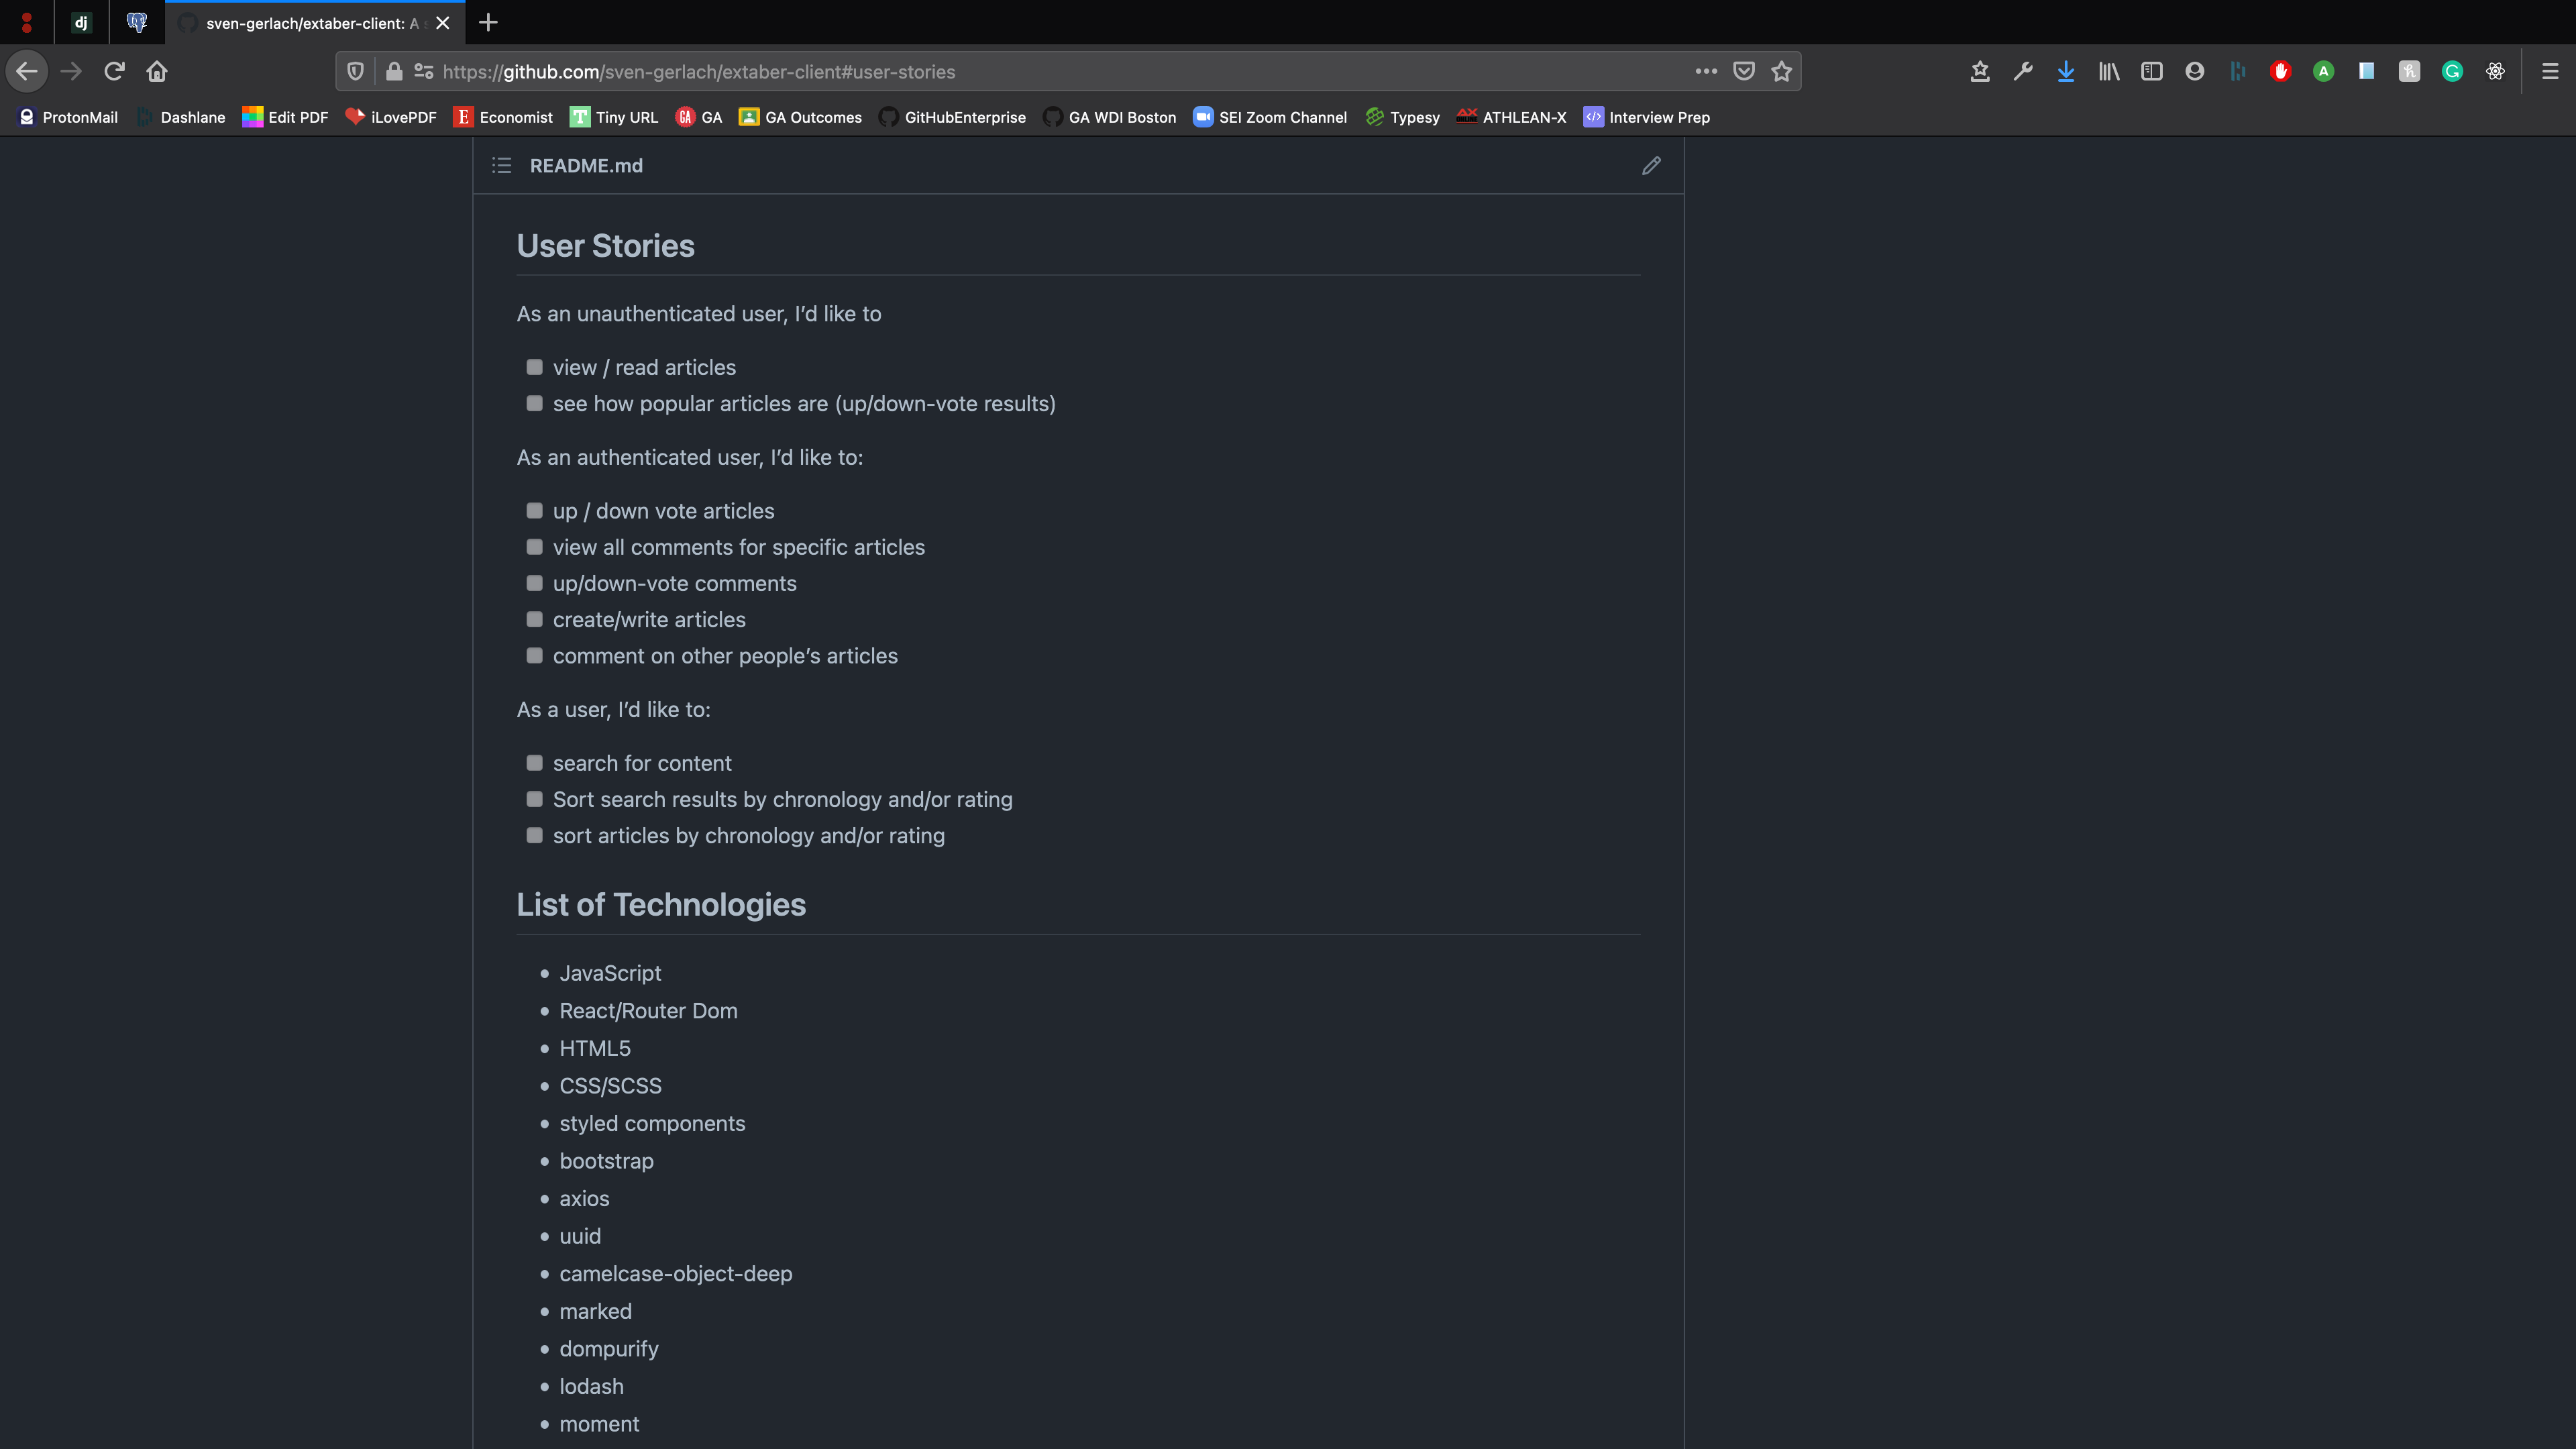 dj
sven-gerlach/extaber-client: A s
https://github.com/sven-gerlach/extaber-client#user-stories
ProtonMail Dashlane Edit PDF iLovePDF E Economist T Tiny URL GA GA GA Outcomes GitHubEnterprise GA WDI Boston SEI Zoom Channel Typesy AX ATHLEAN-X </> Interview Prep
README.md
User Stories
As an unauthenticated user, I’d like to
view / read articles
see how popular articles are (up/down-vote results)
As an authenticated user, I’d like to:
up / down vote articles
view all comments for specific articles
up/down-vote comments
create/write articles
comment on other people’s articles
As a user, I’d like to:
search for content
Sort search results by chronology and/or rating
sort articles by chronology and/or rating
List of Technologies
JavaScript
React/Router Dom
HTML5
CSS/SCSS
styled components
bootstrap
axios
uuid
camelcase-object-deep
marked
dompurify
lodash
moment